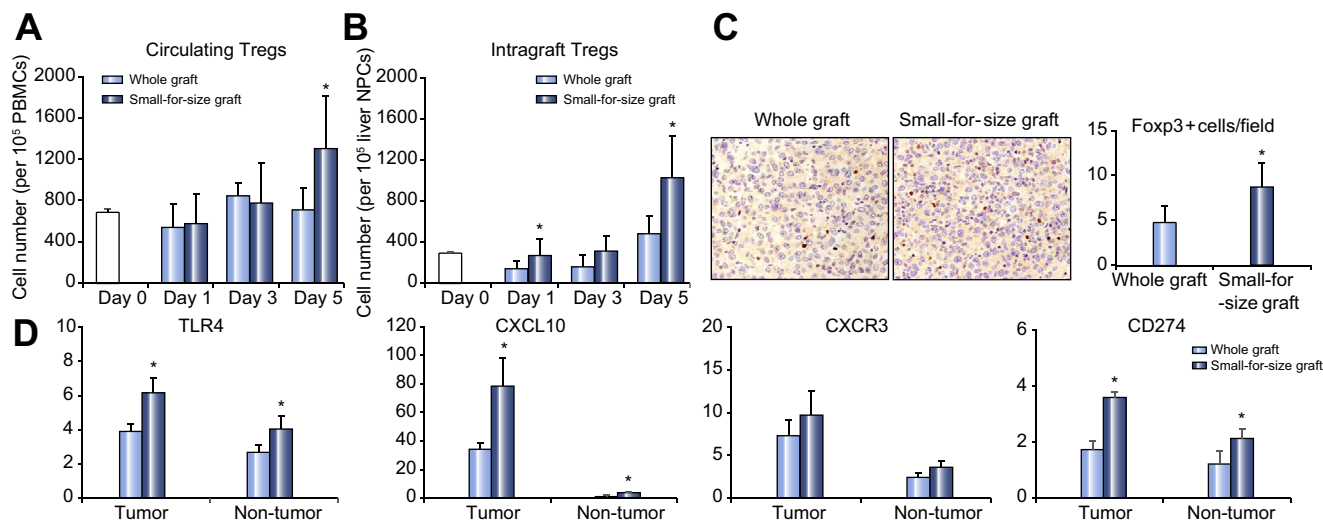 A
Circulating Tregs
Cell number (per 10⁵ PBMCs)
2000
1600
1200
800
400
0
Whole graft
Small-for-size graft
*
Day 0
Day 1
Day 3
Day 5
B
Intragraft Tregs
Cell number (per 10⁵ liver NPCs)
2000
1600
1200
800
400
0
Whole graft
Small-for-size graft
*
*
Day 0
Day 1
Day 3
Day 5
C
Whole graft
Small-for-size graft
Foxp3+cells/field
15
10
5
0
*
Whole graft
Small-for
-size graft
D
TLR4
10
8
6
4
2
0
*
*
Tumor
Non-tumor
CXCL10
120
100
80
60
40
20
0
*
*
Tumor
Non-tumor
CXCR3
20
15
10
5
0
Tumor
Non-tumor
CD274
6
4
2
0
Whole graft
Small-for-size graft
*
*
Tumor
Non-tumor